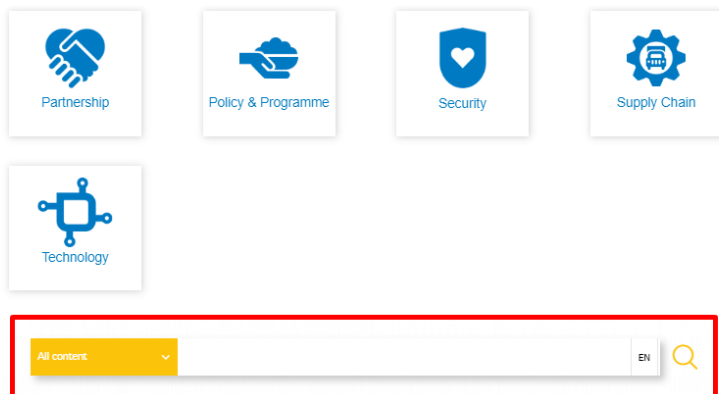 Partnership
Policy & Programme
Security
Supply Chain
Technology
All content
EN